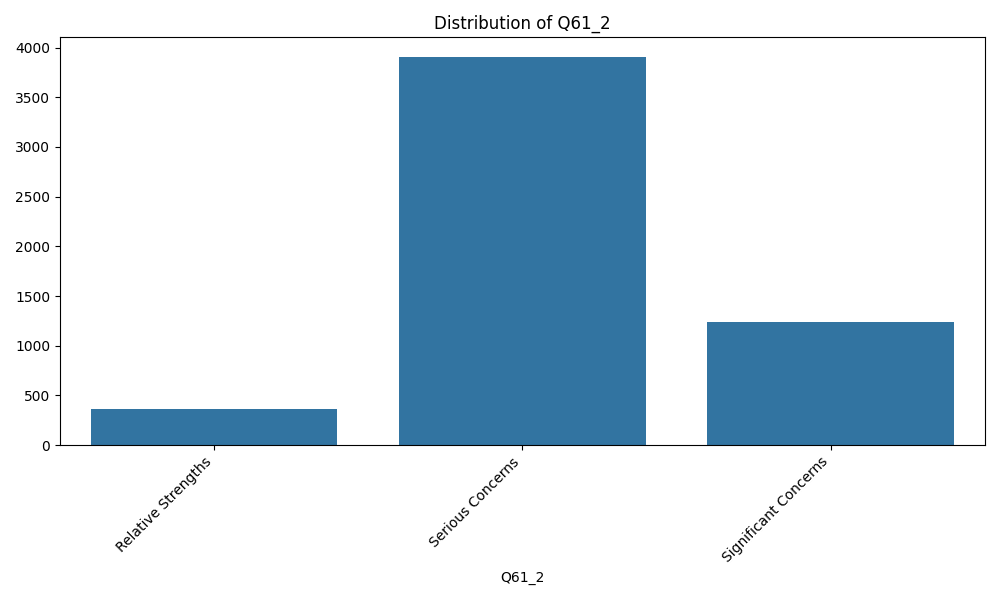 Distribution of Q61_2
4000
3500
3000
2500
2000
1500
1000
500
0
Relative Strengths
Serious Concerns
Significant Concerns
Q61_2